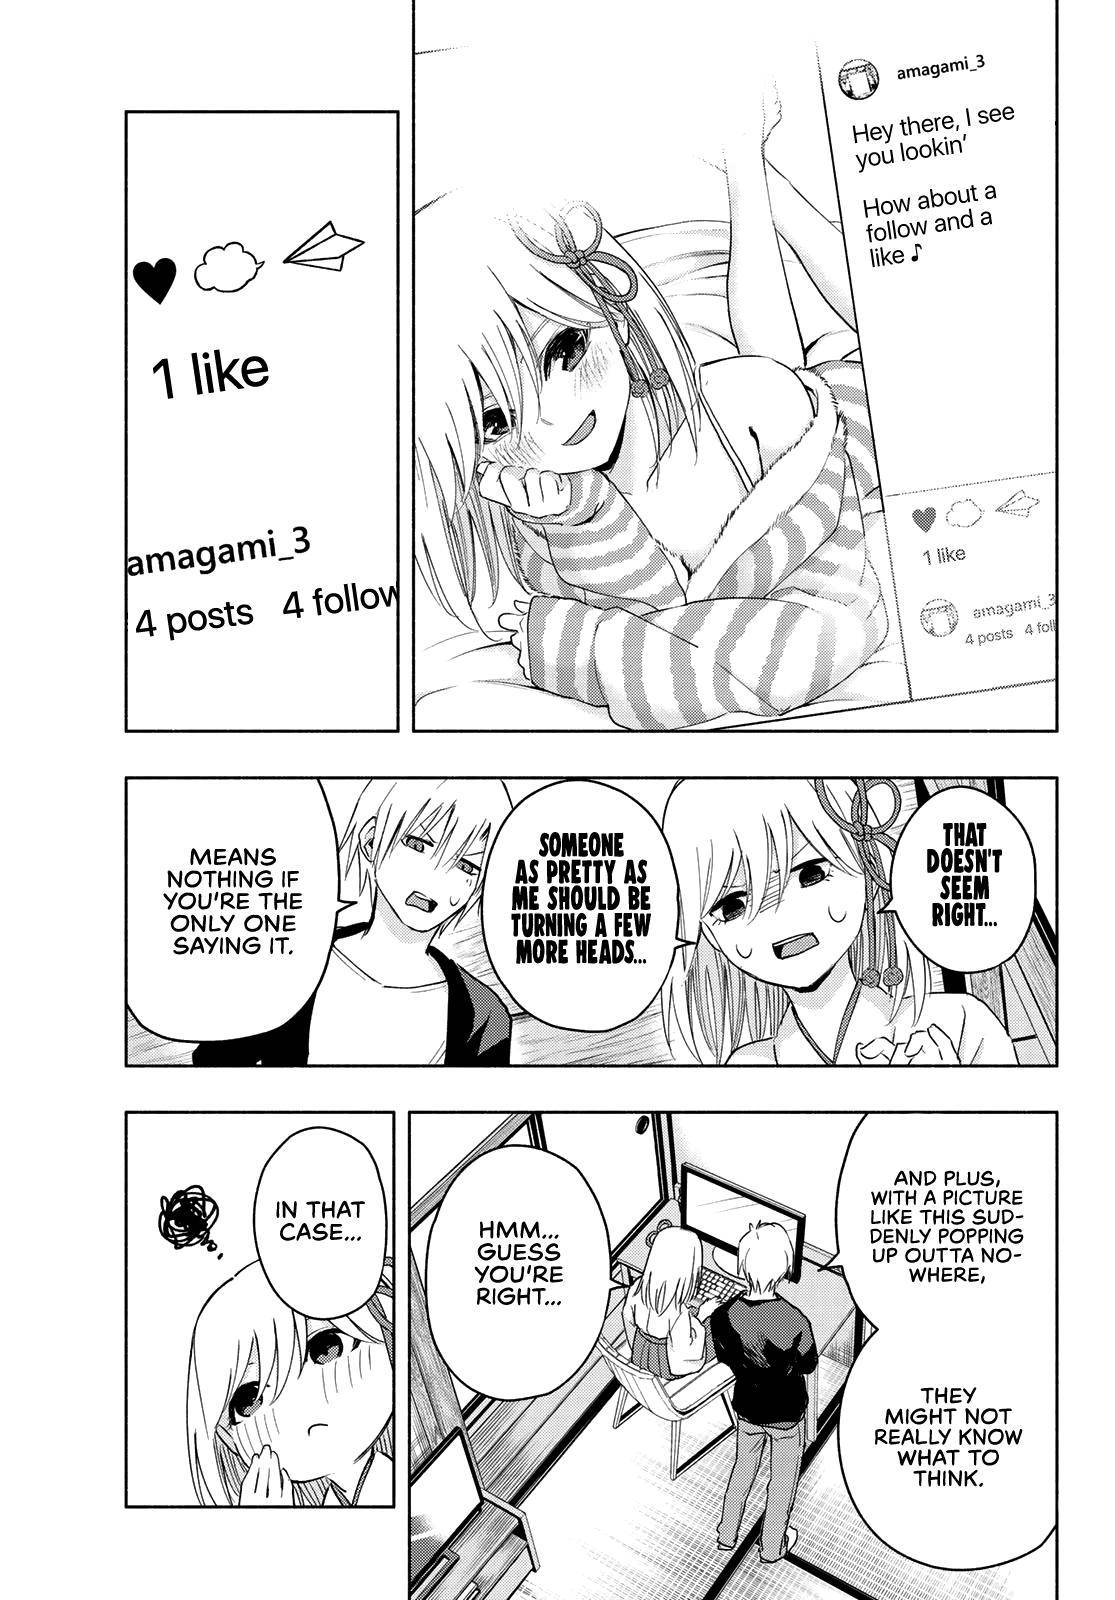 amagami_3
Hey there, I see
you lookin'
How about a
follow and a
like ♪
1 like
amagami_3
4 posts 4 foll
1 like
amagami_3
4 posts 4 follow
THAT
DOESN'T
SEEM
RIGHT...
SOMEONE
AS PRETTY AS
ME SHOULD BE
TURNING A FEW
MORE HEADS...
MEANS
NOTHING IF
YOU'RE THE
ONLY ONE
SAYING IT.
AND PLUS,
WITH A PICTURE
LIKE THIS SUD-
DENLY POPPING
UP OUTTA NO-
WHERE,
THEY
MIGHT NOT
REALLY KNOW
WHAT TO
THINK.
HMM...
GUESS
YOU'RE
RIGHT...
IN THAT
CASE...